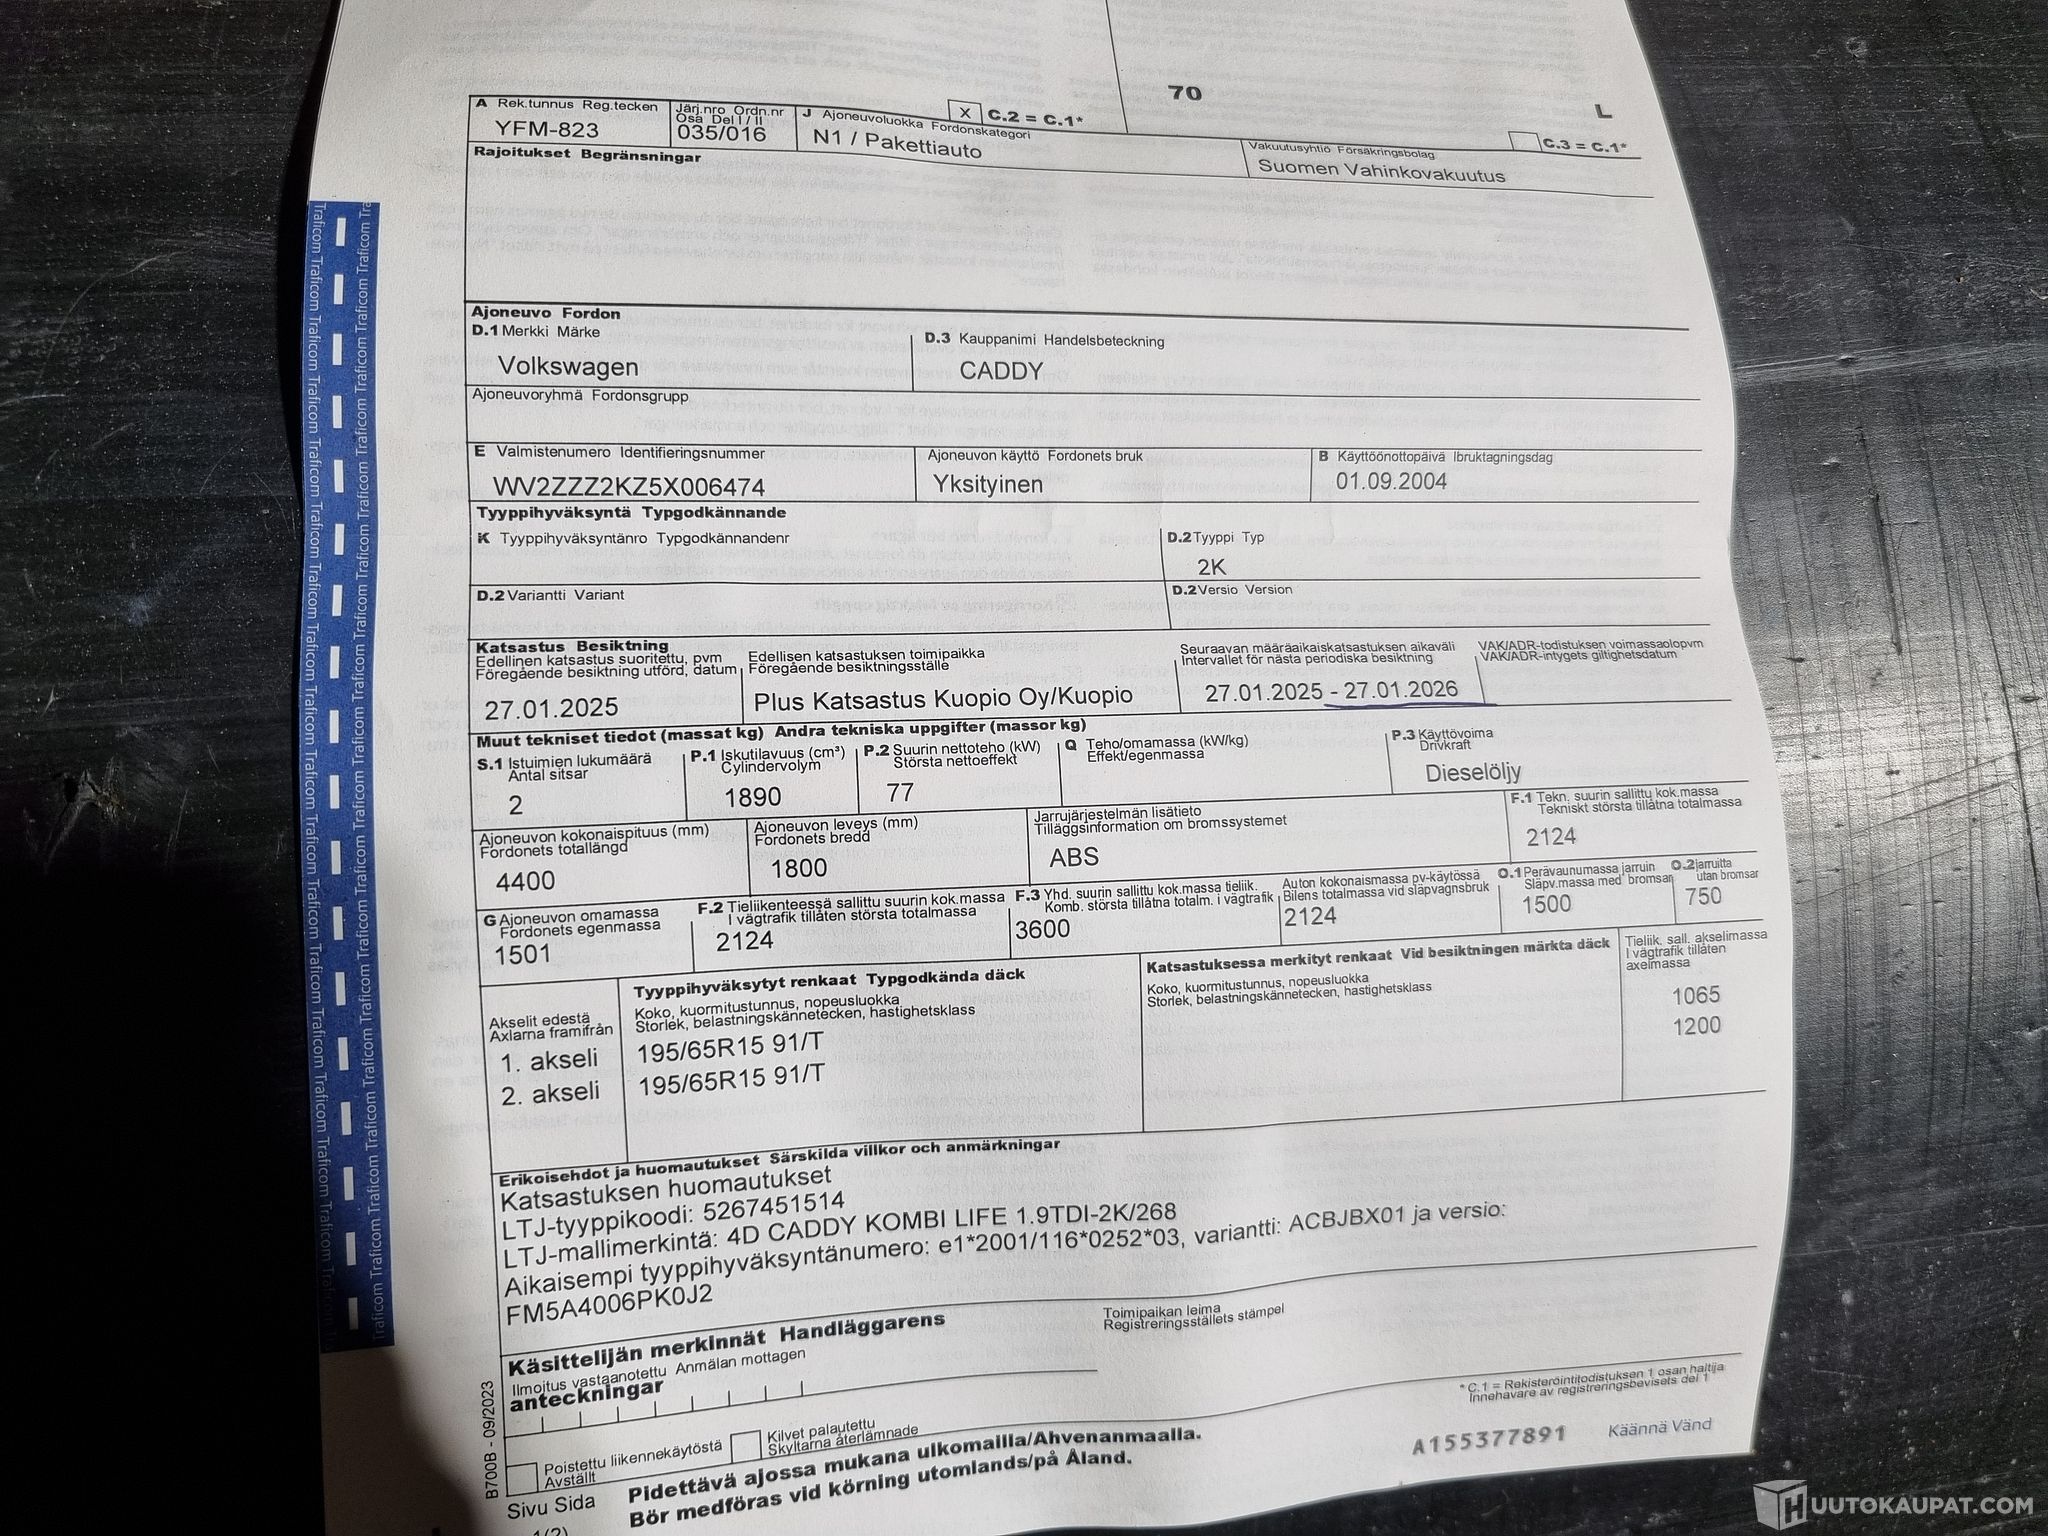 70
L
A Rek.tunnus Reg.tecken
YFM-823
Järj.nro Ordn.nr
Osa Del I / II
035/016
J Ajoneuvoluokka Fordonskategori
N1 / Pakettiauto
X C.2 = C.1*
C.3 = C.1*
Vakuutusyhtiö Försäkringsbolag
Suomen Vahinkovakuutus
Rajoitukset Begränsningar
Ajoneuvo Fordon
D.1 Merkki Märke
Volkswagen
D.3 Kauppanimi Handelsbeteckning
CADDY
Ajoneuvoryhmä Fordonsgrupp
E Valmistenumero Identifieringsnummer
WV2ZZZ2KZ5X006474
Ajoneuvon käyttö Fordonets bruk
Yksityinen
B Käyttöönottopäivä Ibruktagningsdag
01.09.2004
Tyyppihyväksyntä Typgodkännande
K Tyyppihyväksyntänro Typgodkännandenr
D.2 Tyyppi Typ
2K
D.2 Variantti Variant
D.2 Versio Version
Katsastus Besiktning
Edellinen katsastus suoritettu, pvm
Föregående besiktning utförd, datum
27.01.2025
Edellisen katsastuksen toimipaikka
Föregående besiktningsställe
Plus Katsastus Kuopio Oy/Kuopio
Seuraavan määräaikaiskatsastuksen aikaväli
Intervallet för nästa periodiska besiktning
27.01.2025 - 27.01.2026
VAK/ADR-todistuksen voimassaolopvm
VAK/ADR-intygets giltighetsdatum
Muut tekniset tiedot (massat kg) Andra tekniska uppgifter (massor kg)
S.1 Istuimien lukumäärä
Antal sitsar
2
P.1 Iskutilavuus (cm³)
Cylindervolym
1890
P.2 Suurin nettoteho (kW)
Största nettoeffekt
77
Q Teho/omamassa (kW/kg)
Effekt/egenmassa
P.3 Käyttövoima
Drivkraft
Dieselöljy
Ajoneuvon kokonaispituus (mm)
Fordonets totallängd
4400
Ajoneuvon leveys (mm)
Fordonets bredd
1800
Jarrujärjestelmän lisätieto
Tilläggsinformation om bromssystemet
ABS
F.1 Tekn. suurin sallittu kok.massa
Tekniskt största tillåtna totalmassa
2124
G Ajoneuvon omamassa
Fordonets egenmassa
1501
F.2 Tieliikenteessä sallittu suurin kok.massa
I vägtrafik tillåten största totalmassa
2124
F.3 Yhd. suurin sallittu kok.massa tieliik.
Komb. största tillåtna totalm. i vägtrafik
3600
Auton kokonaismassa pv-käytössä
Bilens totalmassa vid släpvagnsbruk
2124
O.1 Perävaunumassa jarruin
Släpv.massa med bromsar
1500
O.2 jarruitta
utan bromsar
750
Akselit edestä
Axlarna framifrån
1. akseli
2. akseli
Tyyppihyväksytyt renkaat Typgodkända däck
Koko, kuormitustunnus, nopeusluokka
Storlek, belastningskännetecken, hastighetsklass
195/65R15 91/T
195/65R15 91/T
Katsastuksessa merkityt renkaat Vid besiktningen märkta däck
Koko, kuormitustunnus, nopeusluokka
Storlek, belastningskännetecken, hastighetsklass
Tieliik. sall. akselimassa
I vägtrafik tillåten
axelmassa
1065
1200
Erikoisehdot ja huomautukset Särskilda villkor och anmärkningar
Katsastuksen huomautukset
LTJ-tyyppikoodi: 5267451514
LTJ-mallimerkintä: 4D CADDY KOMBI LIFE 1.9TDI-2K/268
Aikaisempi tyyppihyväksyntänumero: e1*2001/116*0252*03, variantti: ACBJBX01 ja versio:
FM5A4006PK0J2
Käsittelijän merkinnät Handläggarens
Ilmoitus vastaanotettu Anmälan mottagen
anteckningar
Toimipaikan leima
Registreringsställets stämpel
Poistettu liikennekäytöstä
Avställt
Kilvet palautettu
Skyltarna återlämnade
* C.1 = Rekisteröintitodistuksen 1 osan haltija
Innehavare av registreringsbevisets del 1
A155377891
Käännä Vänd
Sivu Sida
1(2)
Pidettävä ajossa mukana ulkomailla/Ahvenanmaalla.
Bör medföras vid körning utomlands/på Åland.
B700B - 09/2023
Traficom Traficom Traficom Traficom Traficom Traficom Traficom Traficom
HUUTOKAUPAT.COM